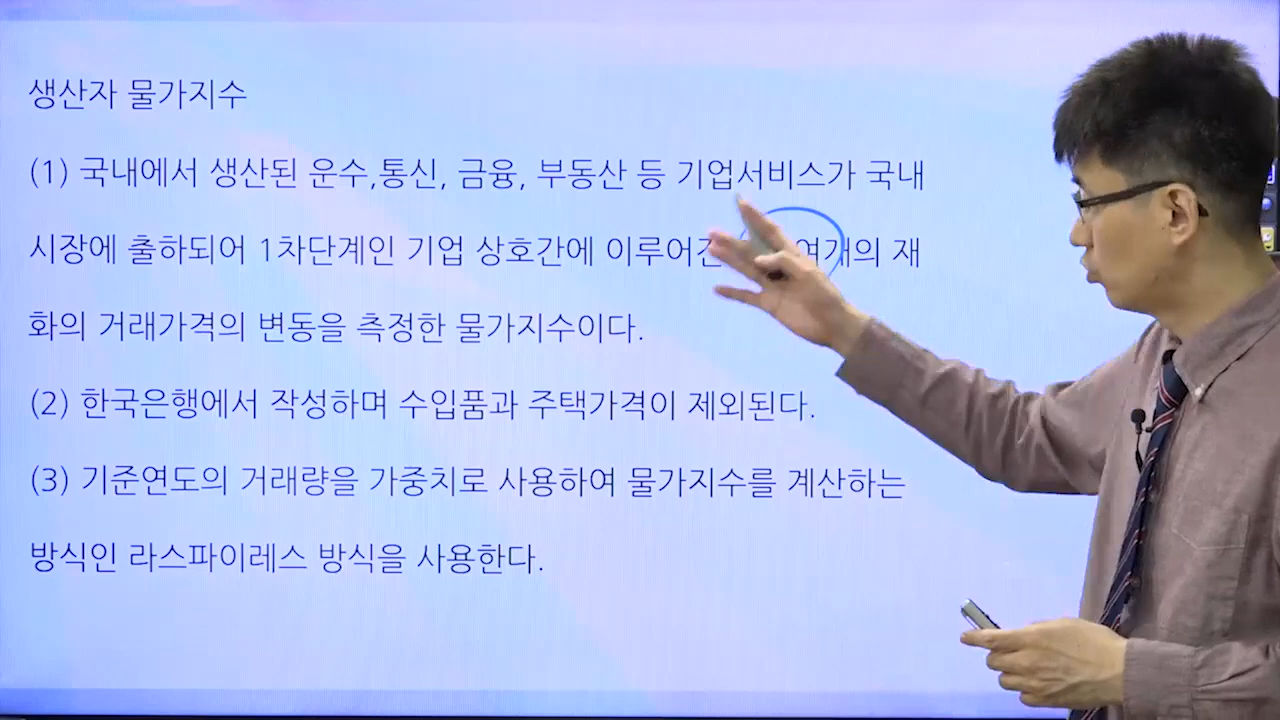 생산자 물가지수
(1) 국내에서 생산된 운수,통신, 금융, 부동산 등 기업서비스가 국내
시장에 출하되어 1차단계인 기업 상호간에 이루어진 여개의 재
화의 거래가격의 변동을 측정한 물가지수이다.
(2) 한국은행에서 작성하며 수입품과 주택가격이 제외된다.
(3) 기준연도의 거래량을 가중치로 사용하여 물가지수를 계산하는
방식인 라스파이레스 방식을 사용한다.